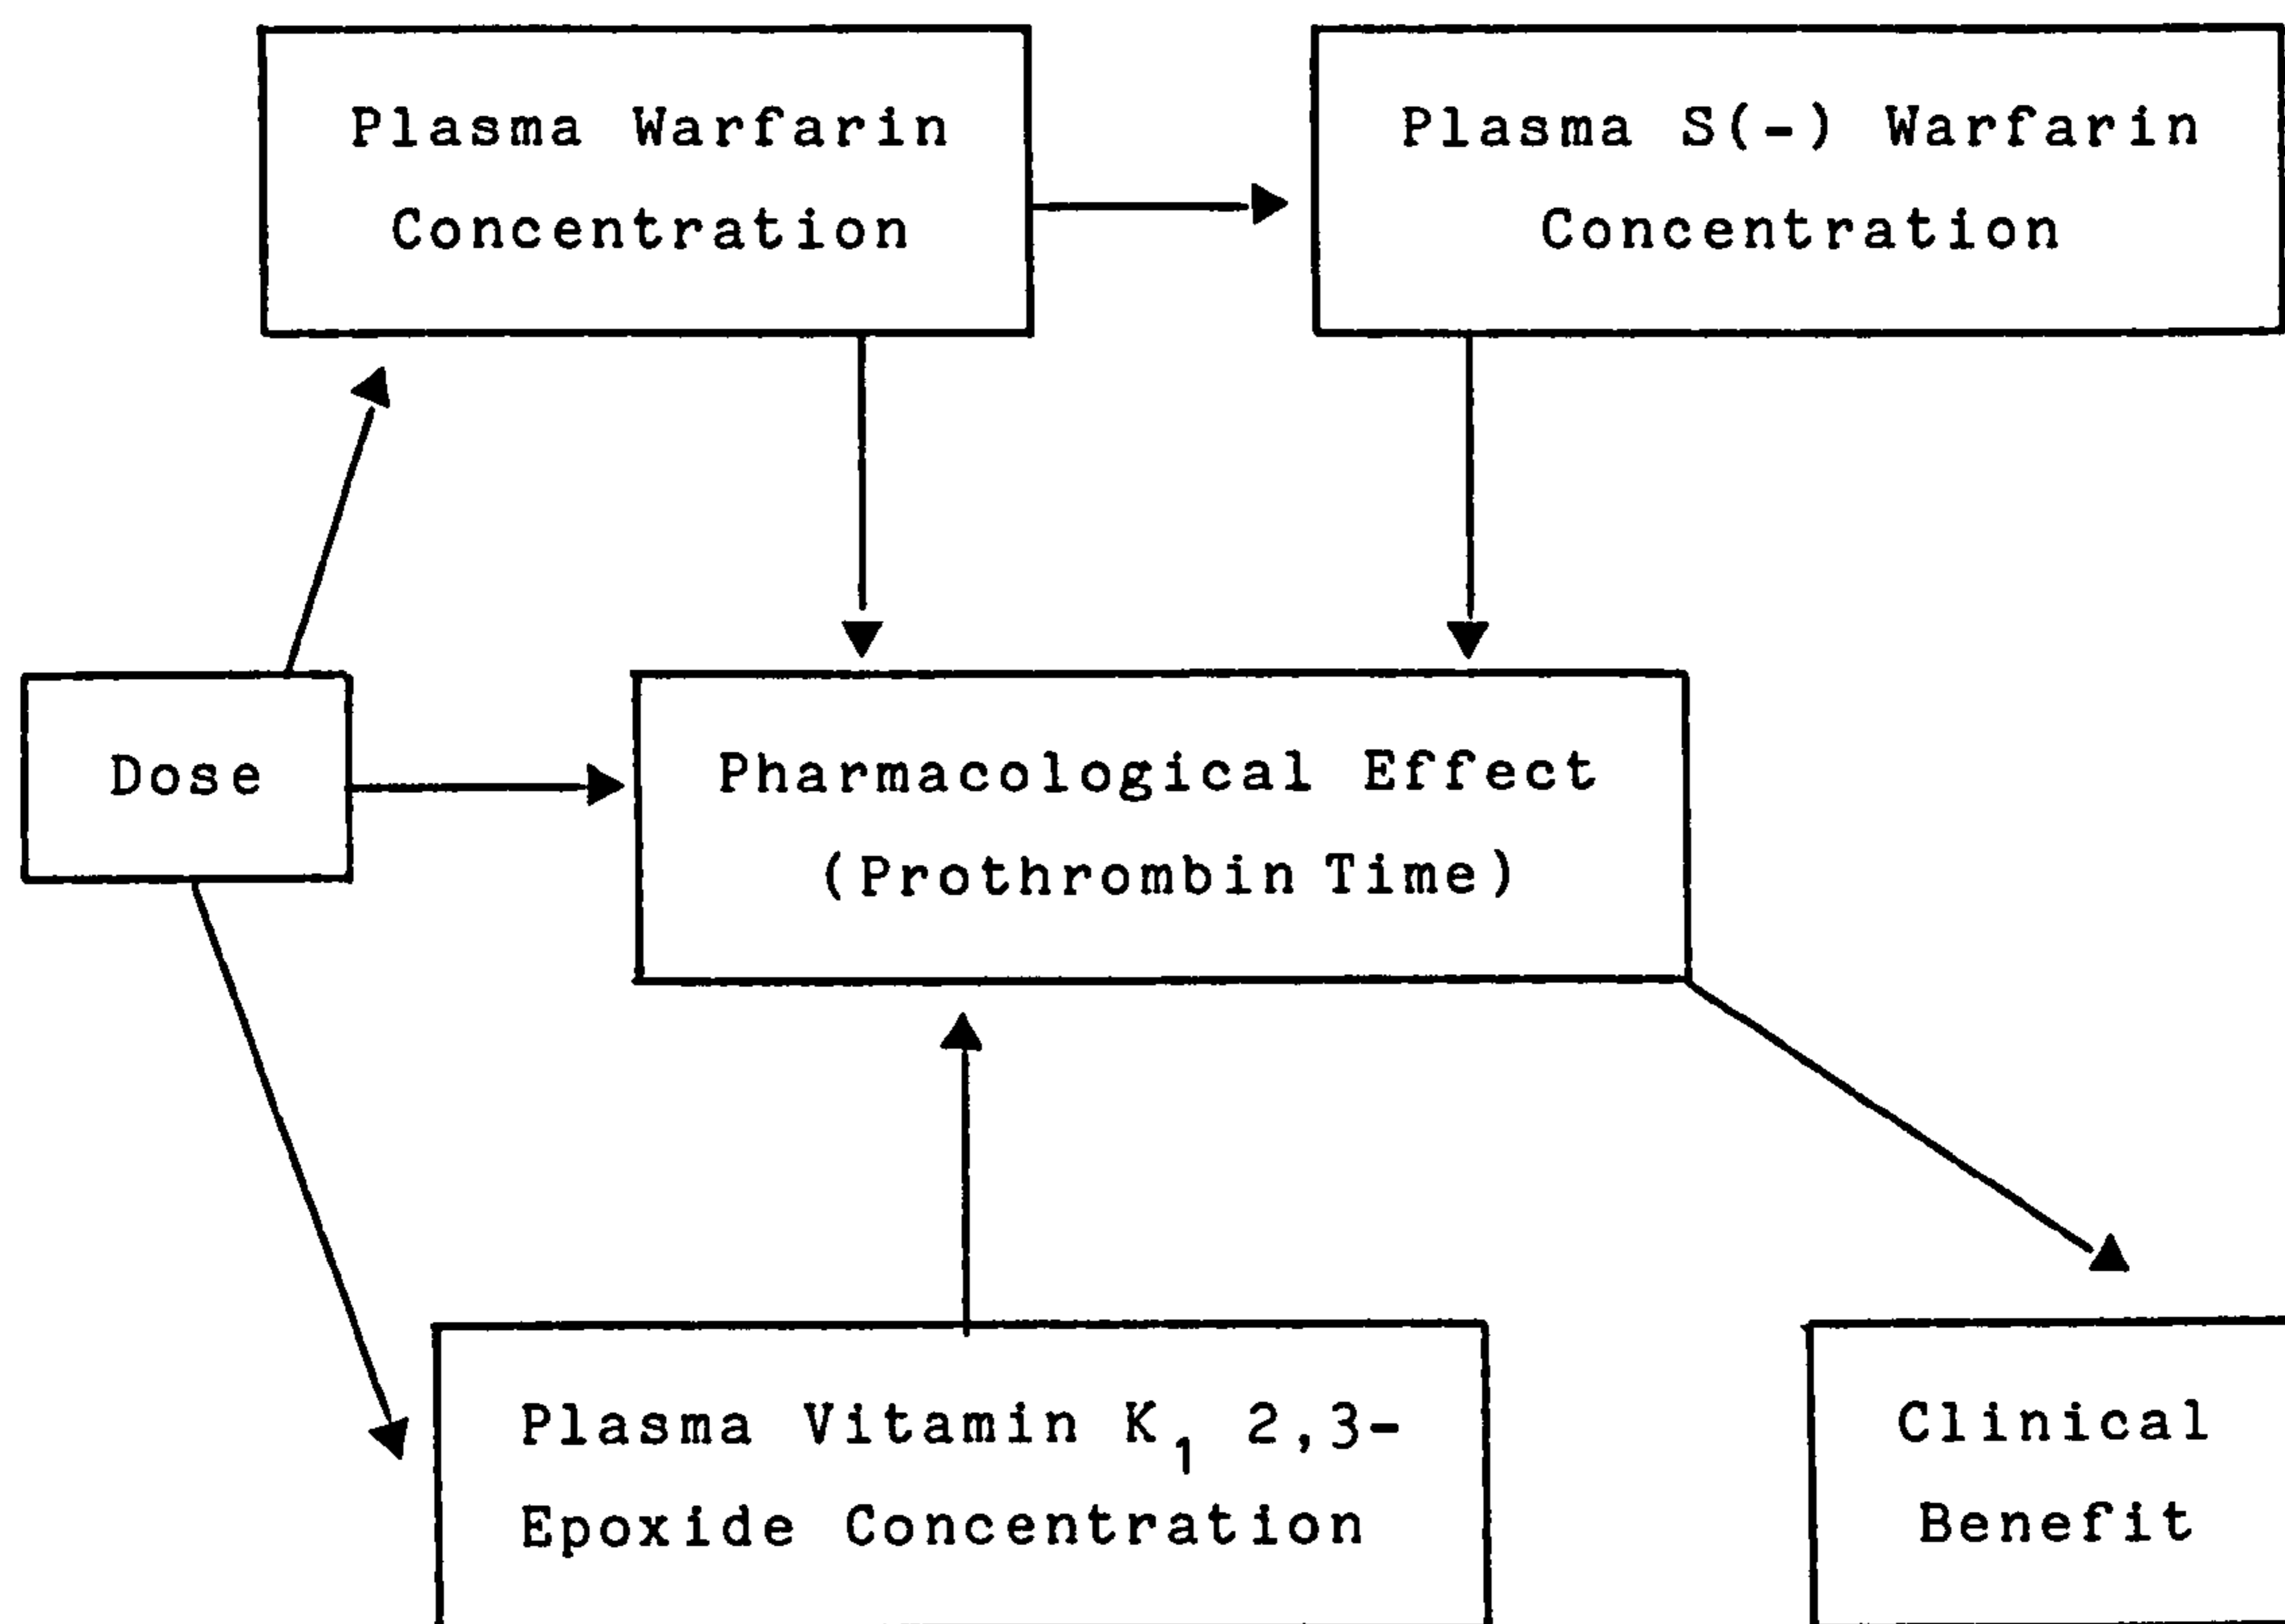 Plasma Warfarin
Concentration
Plasma S(-) Warfarin
Concentration
Dose
Pharmacological Effect
(Prothrombin Time)
Plasma Vitamin K₁ 2,3-
Epoxide Concentration
Clinical
Benefit